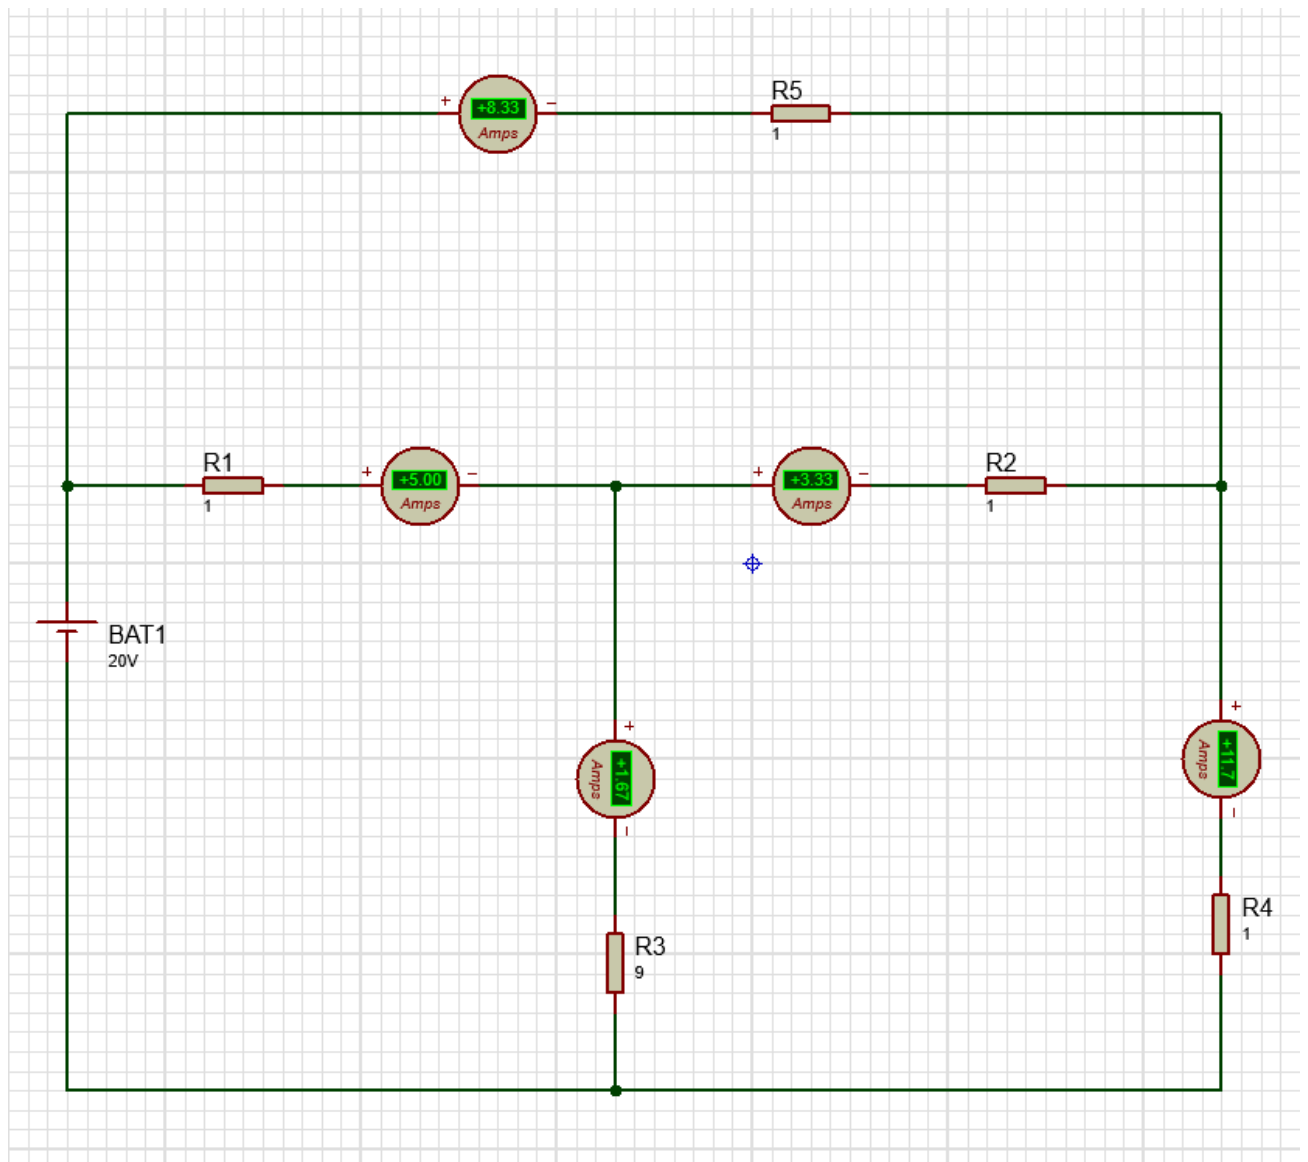 R5
+ +8.33 −
Amps
1
R1
+ +5.00 −
Amps
1
+ +3.33 −
Amps
R2
1
BAT1
20V
+
+1.67
Amps
−
+
+11.7
Amps
−
R4
1
R3
9